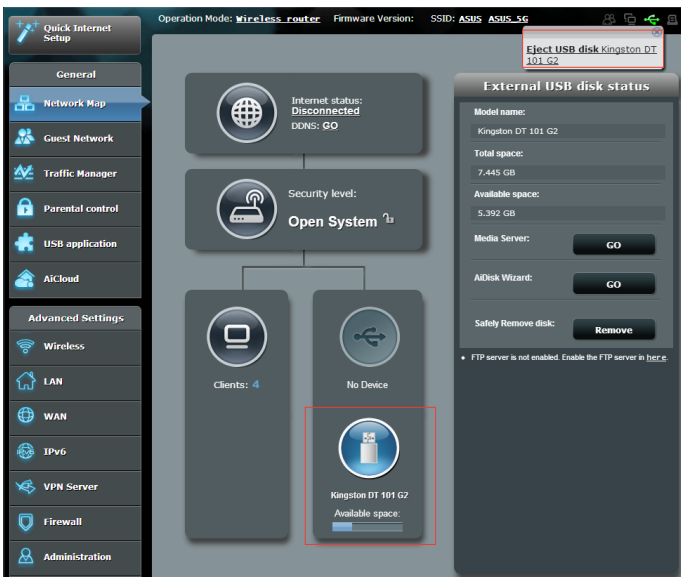 Quick Internet
Setup
Operation Mode: Wireless router Firmware Version: SSID: ASUS ASUS_5G
Eject USB disk Kingston DT
101 G2
General
Network Map
Guest Network
Traffic Manager
Parental control
USB application
AiCloud
Advanced Settings
Wireless
LAN
WAN
IPv6
IPv6
VPN Server
Firewall
Administration
Internet status:
Disconnected
DDNS: GO
Security level:
Open System
Clients: 4
No Device
Kingston DT 101 G2
Available space:
External USB disk status
Model name:
Kingston DT 101 G2
Total space:
7.445 GB
Available space:
5.392 GB
Media Server:
GO
AiDisk Wizard:
GO
Safely Remove disk:
Remove
• FTP server is not enabled. Enable the FTP server in here.